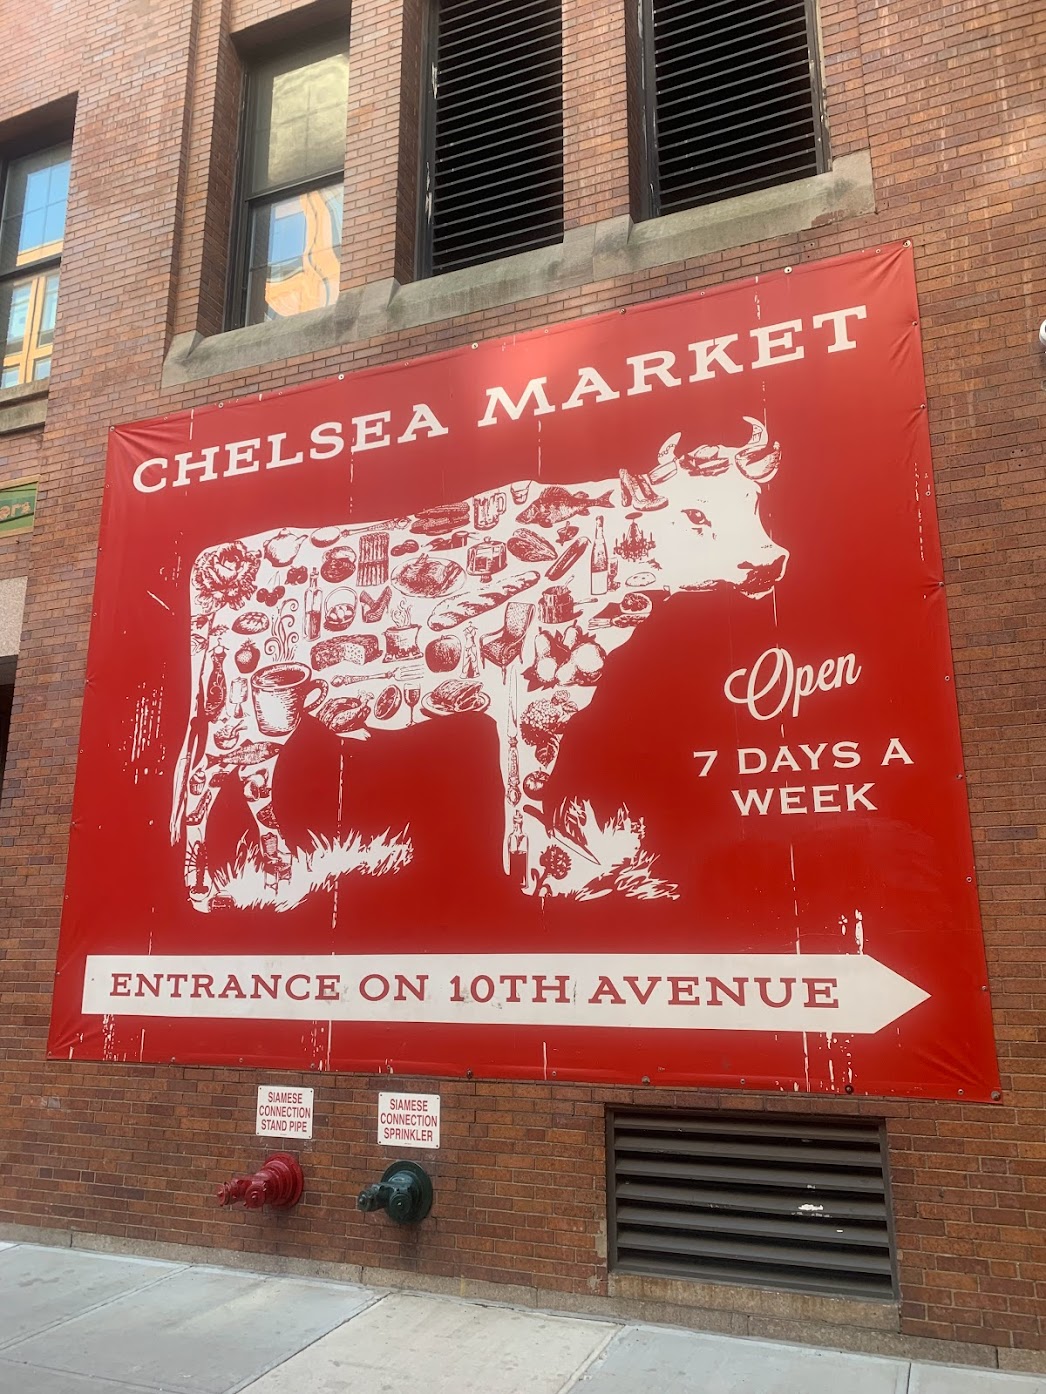 CHELSEA MARKET
Open
7 DAYS A
WEEK
ENTRANCE ON 10TH AVENUE
SIAMESE
CONNECTION
STAND PIPE
SIAMESE
CONNECTION
SPRINKLER